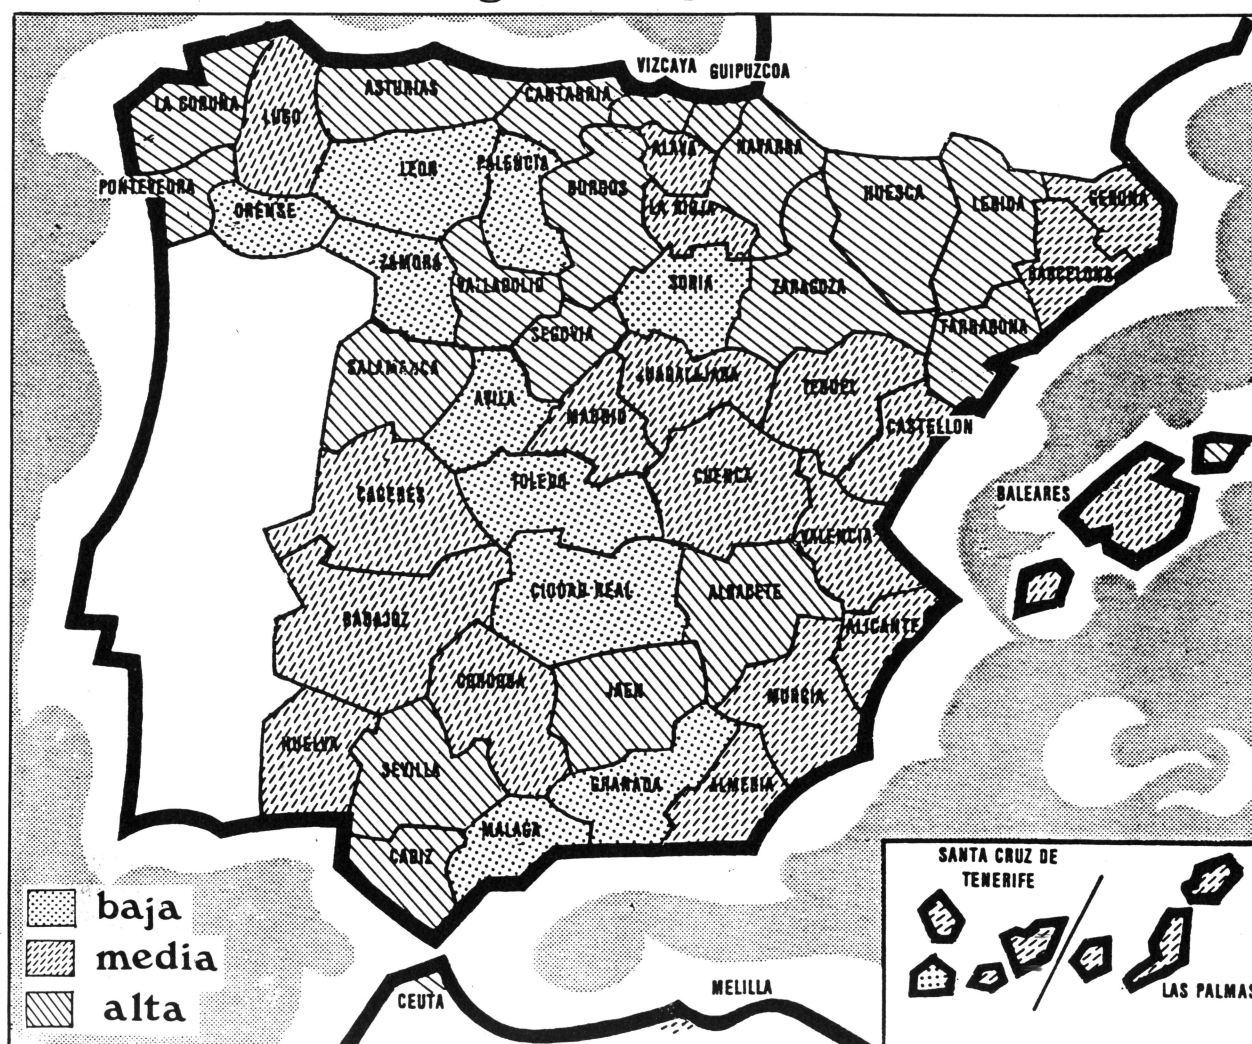 VIZCAYA
GUIPUZCOA
LA CORUÑA
LUGO
ASTURIAS
CANTABRIA
ALAVA
NAVARRA
PONTEVEDRA
ORENSE
LEON
PALENCIA
BURGOS
LA RIOJA
HUESCA
LERIDA
GERONA
ZAMORA
VALLADOLID
SORIA
ZARAGOZA
BARCELONA
SEGOVIA
TARRAGONA
SALAMANCA
AVILA
MADRID
GUADALAJARA
TERUEL
CASTELLON
CACERES
TOLEDO
CUENCA
VALENCIA
BALEARES
BADAJOZ
CIUDAD REAL
ALBACETE
ALICANTE
CORDOBA
JAEN
MURCIA
HUELVA
SEVILLA
GRANADA
ALMERIA
MALAGA
CADIZ
SANTA CRUZ DE
TENERIFE
LAS PALMAS
CEUTA
MELILLA
baja
media
alta